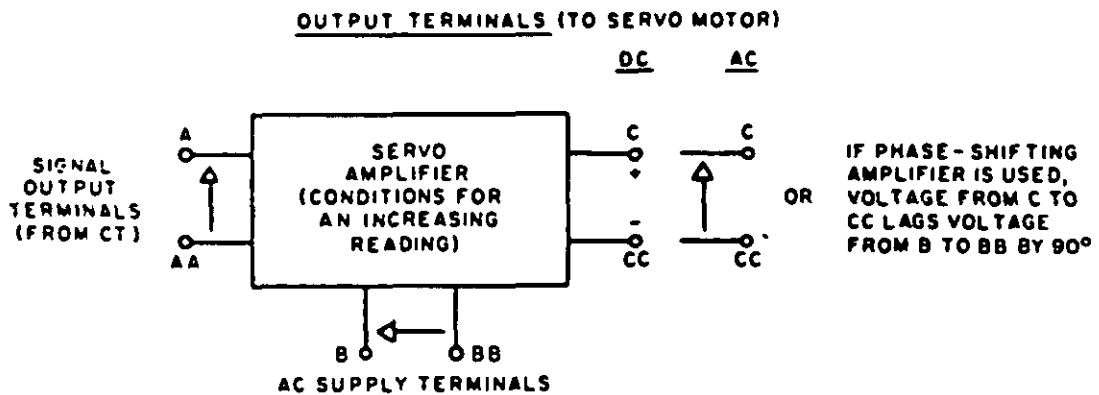 OUTPUT TERMINALS (TO SERVO MOTOR)
DC
AC
A
AA
SIGNAL
OUTPUT
TERMINALS
(FROM CT)
SERVO
AMPLIFIER
(CONDITIONS FOR
AN INCREASING
READING)
C
+
-
CC
C
CC
OR
IF PHASE-SHIFTING
AMPLIFIER IS USED,
VOLTAGE FROM C TO
CC LAGS VOLTAGE
FROM B TO BB BY 90°
B
BB
AC SUPPLY TERMINALS